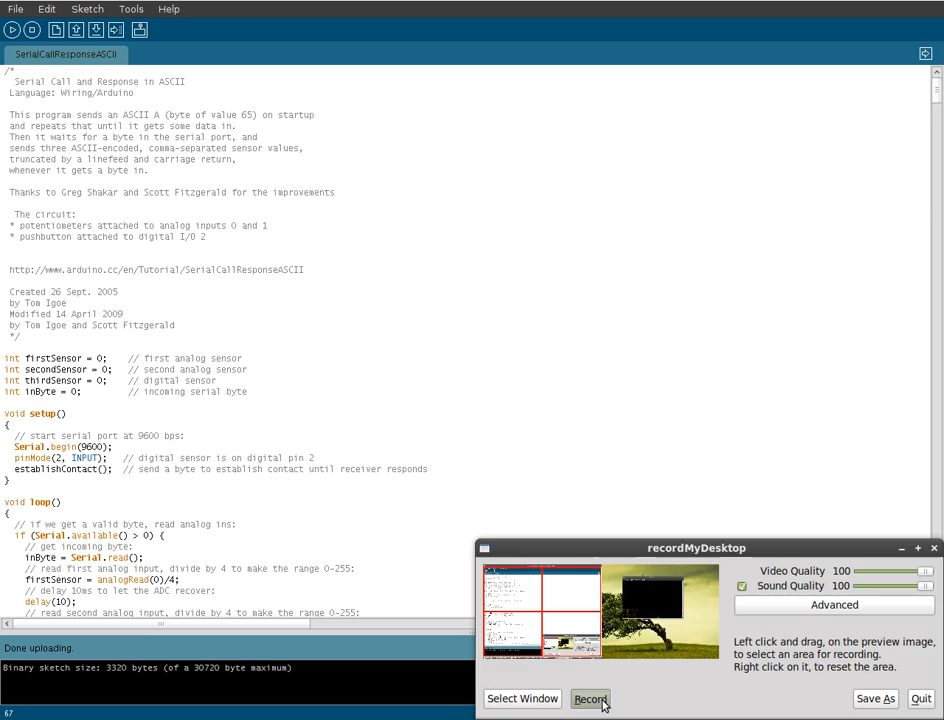 File Edit Sketch Tools Help
SerialCallResponseASCII
/*
Serial Call and Response in ASCII
Language: Wiring/Arduino
This program sends an ASCII A (byte of value 65) on startup
and repeats that until it gets some data in.
Then it waits for a byte in the serial port, and
sends three ASCII-encoded, comma-separated sensor values,
truncated by a linefeed and carriage return,
whenever it gets a byte in.
Thanks to Greg Shakar and Scott Fitzgerald for the improvements
The circuit:
* potentiometers attached to analog inputs 0 and 1
* pushbutton attached to digital I/O 2
http://www.arduino.cc/en/Tutorial/SerialCallResponseASCII
Created 26 Sept. 2005
by Tom Igoe
Modified 14 April 2009
by Tom Igoe and Scott Fitzgerald
*/
int firstSensor = 0; // first analog sensor
int secondSensor = 0; // second analog sensor
int thirdSensor = 0; // digital sensor
int inByte = 0; // incoming serial byte
void setup()
{
// start serial port at 9600 bps:
Serial.begin(9600);
pinMode(2, INPUT); // digital sensor is on digital pin 2
establishContact(); // send a byte to establish contact until receiver responds
}
void loop()
{
// if we get a valid byte, read analog ins:
if (Serial.available() > 0) {
// get incoming byte:
inByte = Serial.read();
// read first analog input, divide by 4 to make the range 0-255:
firstSensor = analogRead(0)/4;
// delay 10ms to let the ADC recover:
delay(10);
// read second analog input, divide by 4 to make the range 0-255:
Done uploading.
Binary sketch size: 3320 bytes (of a 30720 byte maximum)
67
recordMyDesktop
Video Quality 100
Sound Quality 100
Advanced
Left click and drag, on the preview image,
to select an area for recording.
Right click on it, to reset the area.
Select Window Record Save As Quit